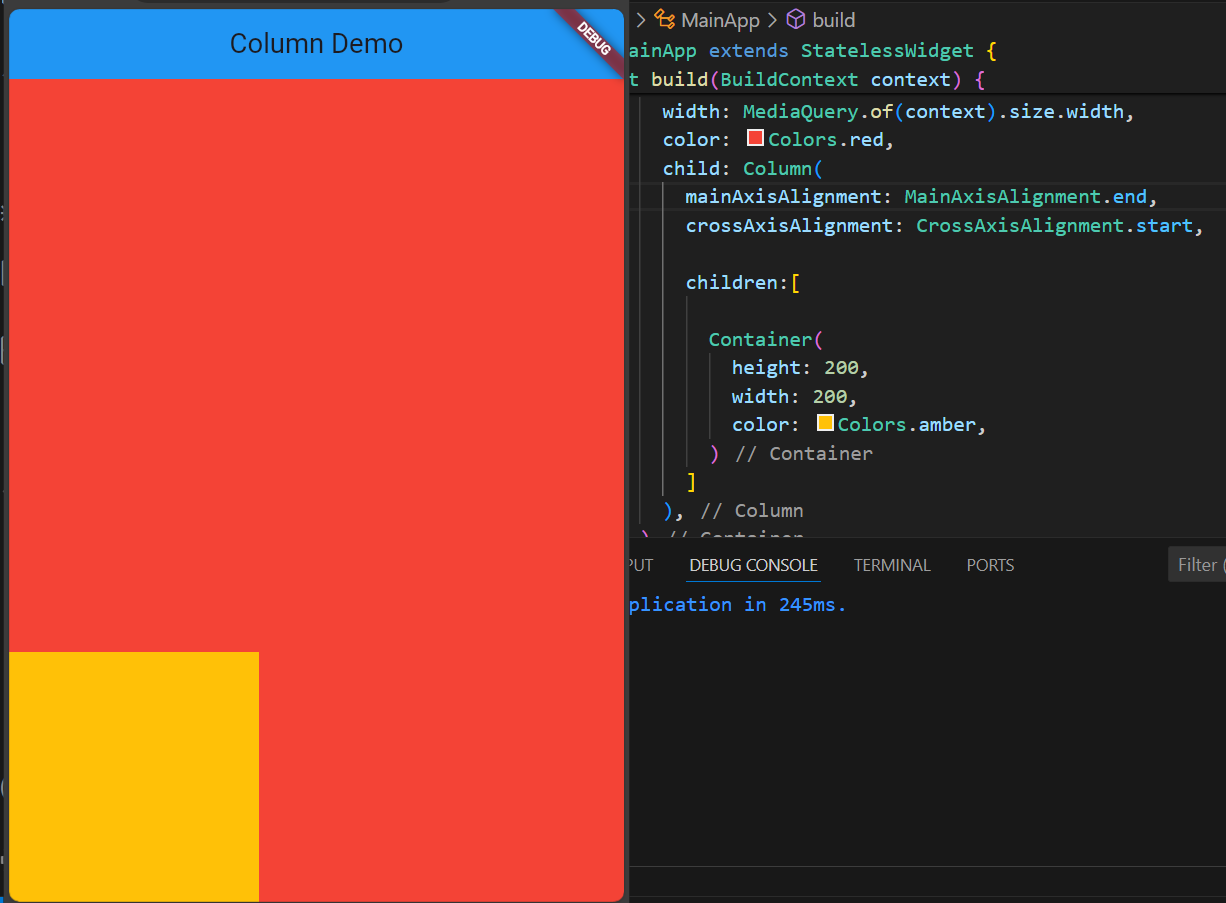 Column Demo
DEBUG
MainApp build
ainApp extends StatelessWidget {
t build(BuildContext context) {
width: MediaQuery.of(context).size.width,
color: Colors.red,
child: Column(
mainAxisAlignment: MainAxisAlignment.end,
crossAxisAlignment: CrossAxisAlignment.start,
children:[
Container(
height: 200,
width: 200,
color: Colors.amber,
) // Container
]
), // Column
) // Container
PUT DEBUG CONSOLE TERMINAL PORTS Filter (
plication in 245ms.